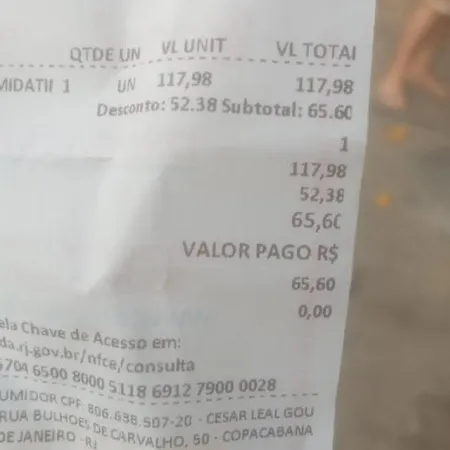 QTDE UN VL UNIT VL TOTAL
MIDATII 1 UN 117,98 117,98
Desconto: 52.38 Subtotal: 65.60
1
117,98
52,38
65,60
VALOR PAGO R$
65,60
0,00
ela Chave de Acesso em:
da.rj.gov.br/nfce/consulta
5704 6500 8000 5118 6912 7900 0028
UMIDOR CPF: 806.638.507-20 - CESAR LEAL GOU
RUA BULHOES DE CARVALHO, 50 - COPACABANA
DE JANEIRO - RJ